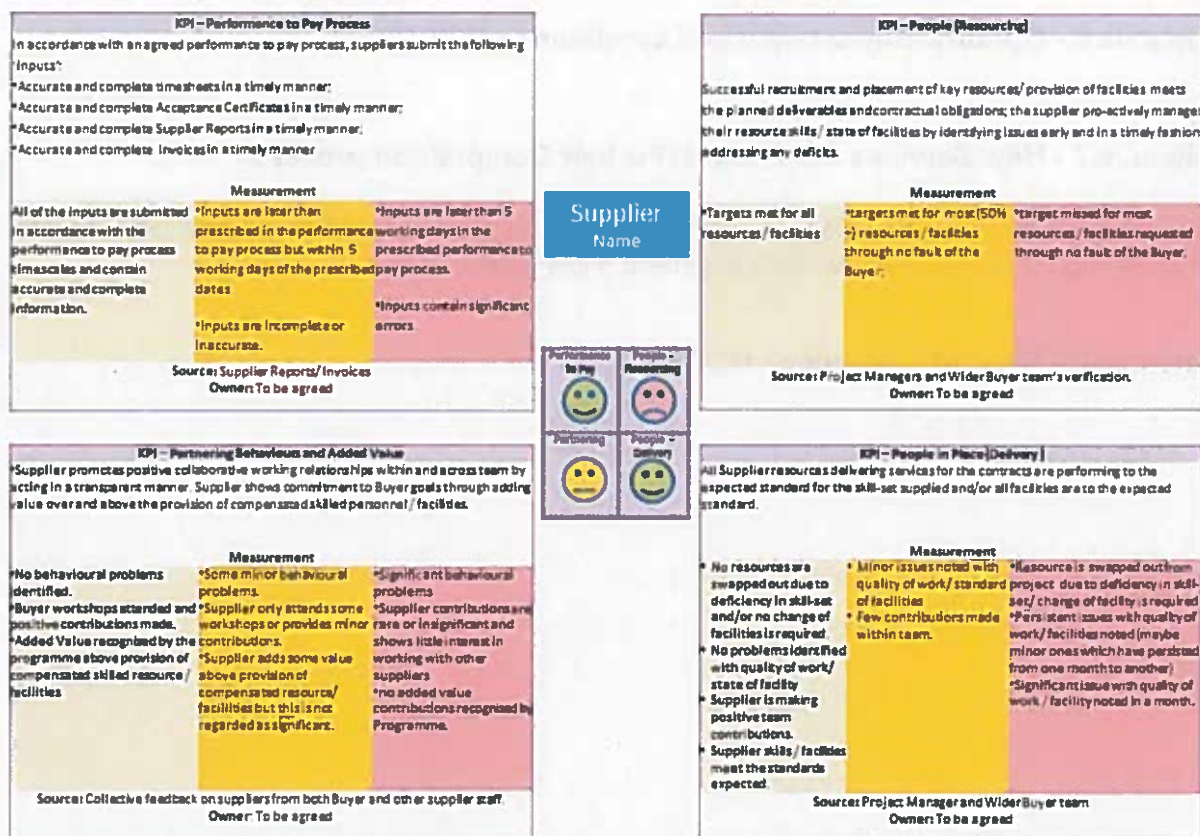 KPI – Performance to Pay Process
In accordance with an agreed performance to pay process, suppliers submit the following
'inputs':
*Accurate and complete timesheets in a timely manner;
*Accurate and complete Acceptance Certificates in a timely manner;
*Accurate and complete Supplier Reports in a timely manner;
*Accurate and complete Invoices in a timely manner
Measurement
All of the inputs are submitted
in accordance with the
performance to pay process
timescales and contain
accurate and complete
information.
*Inputs are later than
prescribed in the performance
to pay process but within 5
working days of the prescribed
dates
*Inputs are incomplete or
inaccurate.
*Inputs are later than 5
working days in the
prescribed performance to
pay process.
*Inputs contain significant
errors
Source: Supplier Reports/ Invoices
Owner: To be agreed
KPI – People (Resourcing)
Successful recruitment and placement of key resources/ provision of facilities meets
the planned deliverables and contractual obligations; the supplier pro-actively manages
their resource skills/ state of facilities by identifying issues early and in a timely fashion
addressing any deficits.
Measurement
*Targets met for all
resources / facilities
*targets met for most (50%
+) resources / facilities
through no fault of the
Buyer;
*target missed for most
resources / facilities requested
through no fault of the Buyer.
Source: Project Managers and Wider Buyer team's verification.
Owner: To be agreed
Supplier
Name
Performance
to Pay
People –
Resourcing
Partnering
People –
Delivery
KPI – Partnering Behaviours and Added Value
*Supplier promotes positive collaborative working relationships within and across team by
acting in a transparent manner. Supplier shows commitment to Buyer goals through adding
value over and above the provision of compensated skilled personnel / facilities.
Measurement
*No behavioural problems
identified.
*Buyer workshops attended and
positive contributions made.
*Added Value recognised by the
programme above provision of
compensated skilled resource /
facilities
*Some minor behavioural
problems.
*Supplier only attends some
workshops or provides minor
contributions.
*Supplier adds some value
above provision of
compensated resource/
facilities but this is not
regarded as significant.
*Significant behavioural
problems
*Supplier contributions are
rare or insignificant and
shows little interest in
working with other
suppliers
*no added value
contributions recognised by
Programme.
Source: Collective feedback on suppliers from both Buyer and other supplier staff.
Owner: To be agreed
KPI – People in Place (Delivery)
All Supplier resources delivering services for the contracts are performing to the
expected standard for the skill-set supplied and/or all facilities are to the expected
standard.
Measurement
• No resources are
swapped out due to
deficiency in skill-set
and/or no change of
facilities is required.
• No problems identified
with quality of work/
state of facility
• Supplier is making
positive team
contributions.
• Supplier skills / facilities
meet the standards
expected.
• Minor issues noted with
quality of work/ standard
of facilities
• Few contributions made
within team.
*Resource is swapped out from
project due to deficiency in skill-
set/ change of facility is required
*Persistent issues with quality of
work/ facilities noted (maybe
minor ones which have persisted
from one month to another)
*Significant issue with quality of
work / facility noted in a month.
Source: Project Manager and Wider Buyer team
Owner: To be agreed